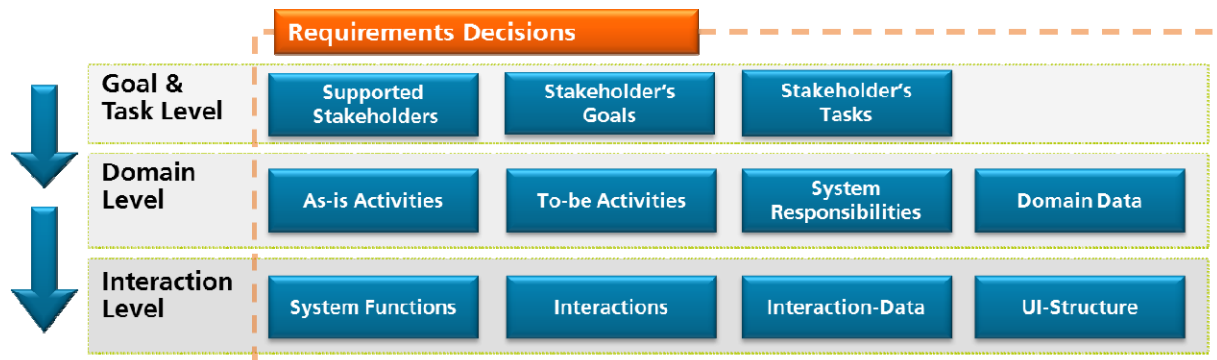 Requirements Decisions
Goal &
Task Level
Supported
Stakeholders
Stakeholder's
Goals
Stakeholder's
Tasks
Domain
Level
As-is Activities
To-be Activities
System
Responsibilities
Domain Data
Interaction
Level
System Functions
Interactions
Interaction-Data
UI-Structure